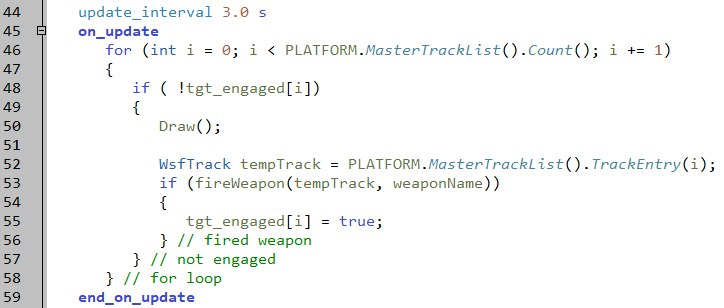 44 update_interval 3.0 s
45 on_update
46 for (int i = 0; i < PLATFORM.MasterTrackList().Count(); i += 1)
47 {
48 if ( !tgt_engaged[i])
49 {
50 Draw();
51
52 WsfTrack tempTrack = PLATFORM.MasterTrackList().TrackEntry(i);
53 if (fireWeapon(tempTrack, weaponName))
54 {
55 tgt_engaged[i] = true;
56 } // fired weapon
57 } // not engaged
58 } // for loop
59 end_on_update